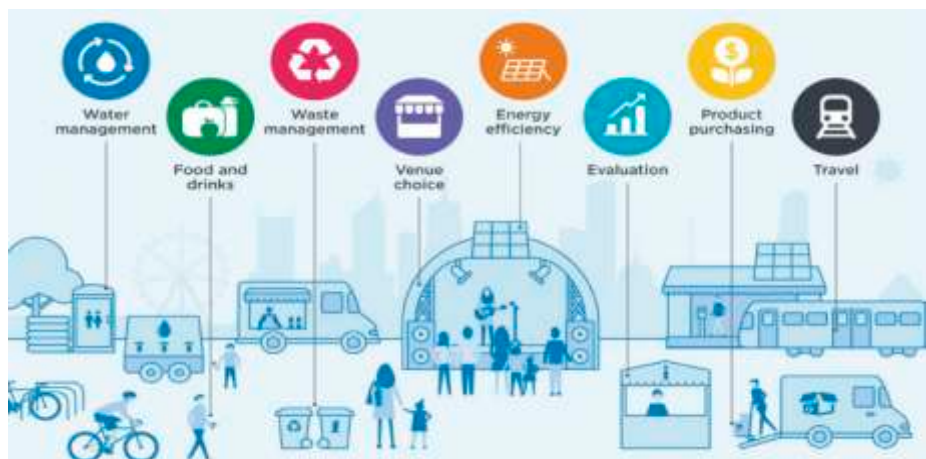 Water
management
Food and
drinks
Waste
management
Venue
choice
Energy
efficiency
Evaluation
Product
purchasing
Travel